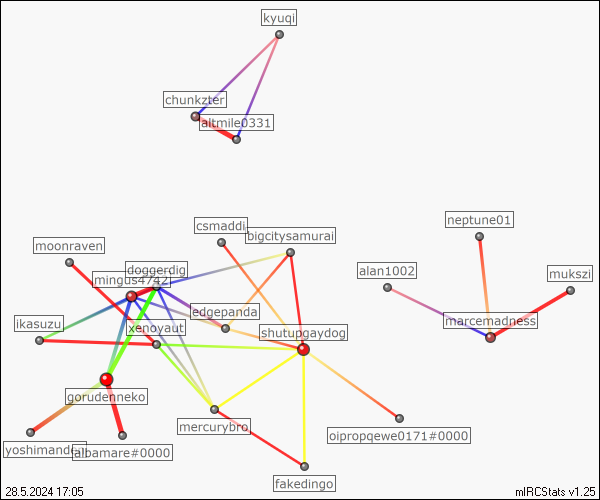 kyuqi
chunkzter
altmile0331
neptune01
csmaddi
bigcitysamurai
moonraven
doggerdig
mingus4742
alan1002
mukszi
edgepanda
marcemadness
ikasuzu
xenoyaut
shutupgaydog
gorudenneko
mercurybro
oipropqewe0171#0000
yoshimande
albamare#0000
fakedingo
28.5.2024 17:05
mIRCStats v1.25